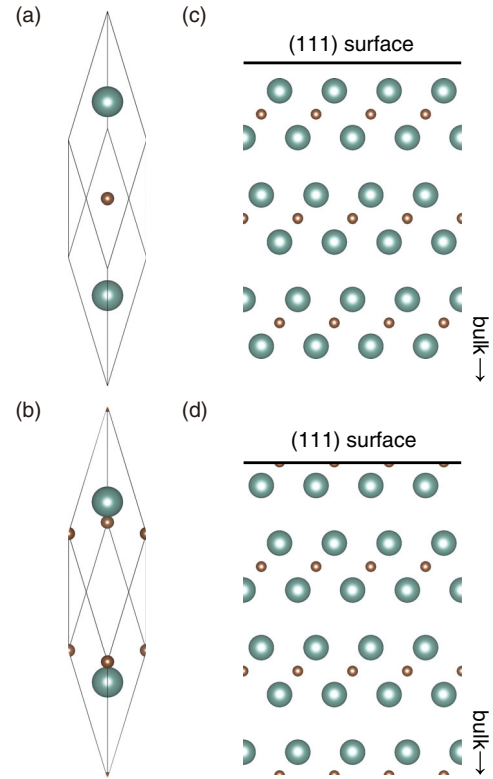 (a)
(c)
(111) surface
bulk→
(b)
(d)
(111) surface
bulk→